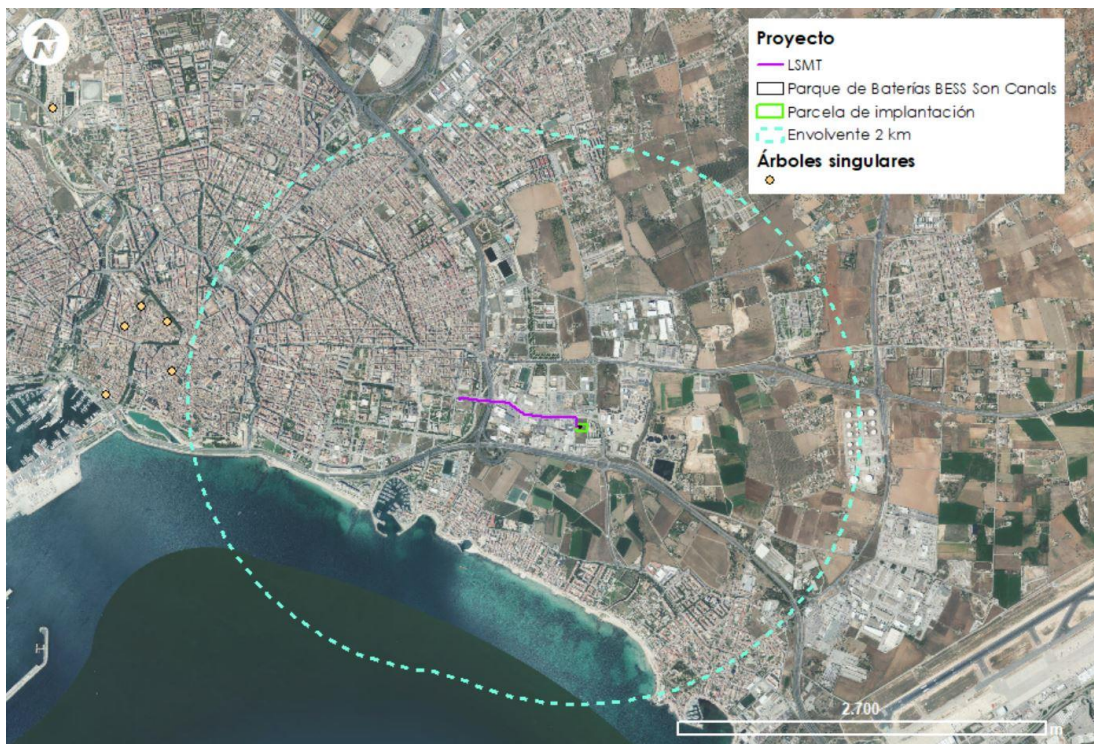 N
Proyecto
LSMT
Parque de Baterías BESS Son Canals
Parcela de implantación
Envolvente 2 km
Árboles singulares
2.700
m